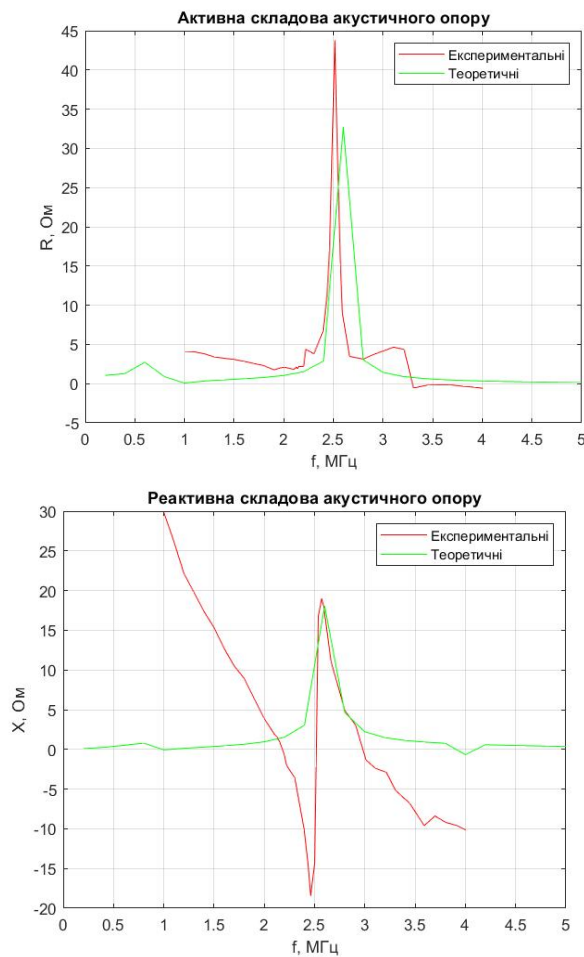 Активна складова акустичного опору
45
40
35
30
25
20
15
10
5
0
-5
R, Ом
Експериментальні
Теоретичні
0 0.5 1 1.5 2 2.5 3 3.5 4 4.5 5
f, МГц
Реактивна складова акустичного опору
30
25
20
15
10
5
0
-5
-10
-15
-20
X, Ом
Експериментальні
Теоретичні
0 0.5 1 1.5 2 2.5 3 3.5 4 4.5 5
f, МГц